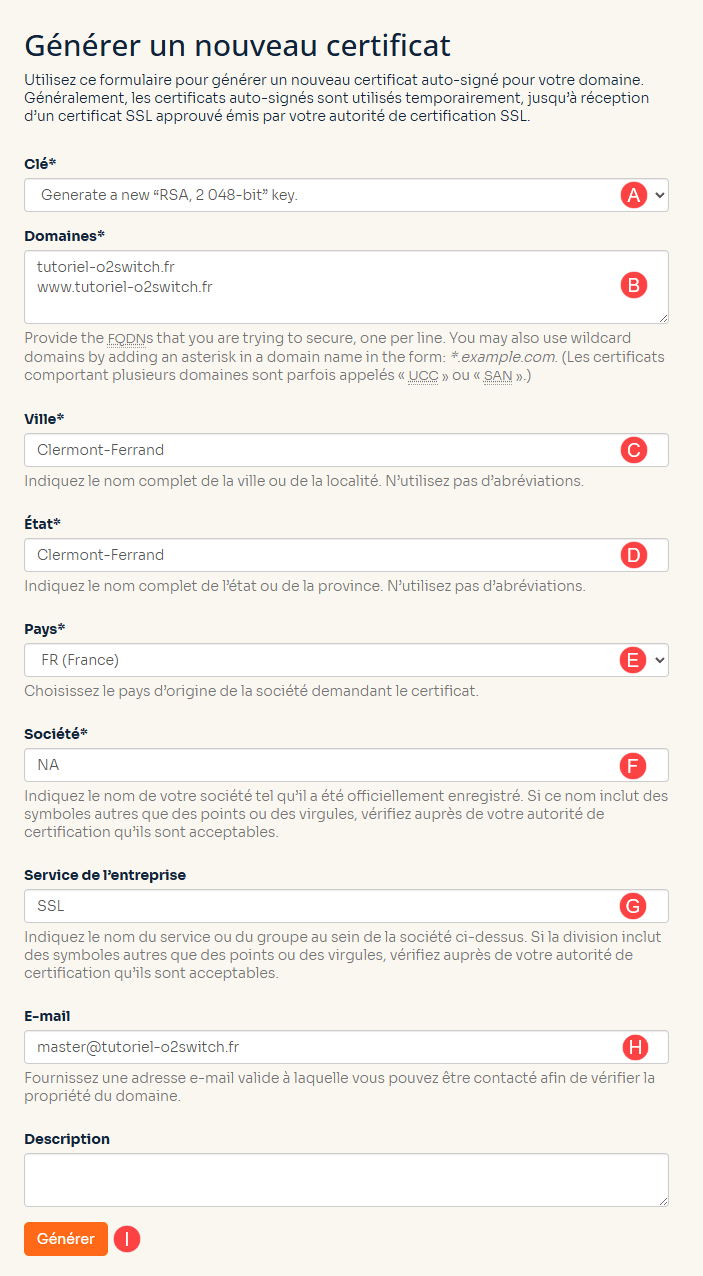 Générer un nouveau certificat
Utilisez ce formulaire pour générer un nouveau certificat auto-signé pour votre domaine.
Généralement, les certificats auto-signés sont utilisés temporairement, jusqu’à réception
d’un certificat SSL approuvé émis par votre autorité de certification SSL.
Clé*
Generate a new “RSA, 2 048-bit” key. A
Domaines*
tutoriel-o2switch.fr
www.tutoriel-o2switch.fr
B
Provide the FQDNs that you are trying to secure, one per line. You may also use wildcard
domains by adding an asterisk in a domain name in the form: *.example.com. (Les certificats
comportant plusieurs domaines sont parfois appelés « UCC » ou « SAN ».)
Ville*
Clermont-Ferrand C
Indiquez le nom complet de la ville ou de la localité. N’utilisez pas d’abréviations.
État*
Clermont-Ferrand D
Indiquez le nom complet de l’état ou de la province. N’utilisez pas d’abréviations.
Pays*
FR (France) E
Choisissez le pays d’origine de la société demandant le certificat.
Société*
NA F
Indiquez le nom de votre société tel qu’il a été officiellement enregistré. Si ce nom inclut des
symboles autres que des points ou des virgules, vérifiez auprès de votre autorité de
certification qu’ils sont acceptables.
Service de l’entreprise
SSL G
Indiquez le nom du service ou du groupe au sein de la société ci-dessus. Si la division inclut
des symboles autres que des points ou des virgules, vérifiez auprès de votre autorité de
certification qu’ils sont acceptables.
E-mail
master@tutoriel-o2switch.fr H
Fournissez une adresse e-mail valide à laquelle vous pouvez être contacté afin de vérifier la
propriété du domaine.
Description
Générer I